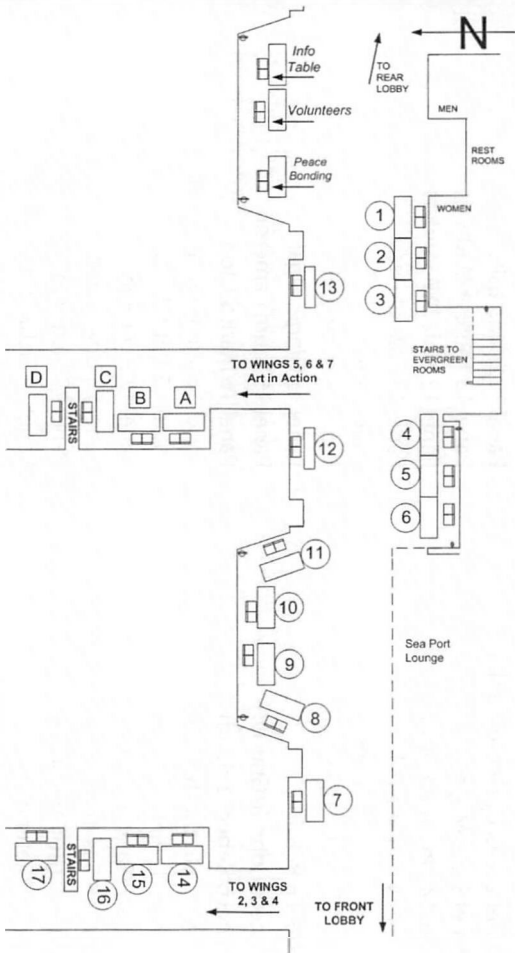 N
Info
Table
TO
REAR
LOBBY
MEN
Volunteers
REST
ROOMS
Peace
Bonding
WOMEN
1
2
3
13
STAIRS TO
EVERGREEN
ROOMS
TO WINGS 5, 6 & 7
Art in Action
D
C
B
A
STAIRS
12
4
5
6
11
10
9
8
Sea Port
Lounge
7
17
STAIRS
16
15
14
TO WINGS
2, 3 & 4
TO FRONT
LOBBY